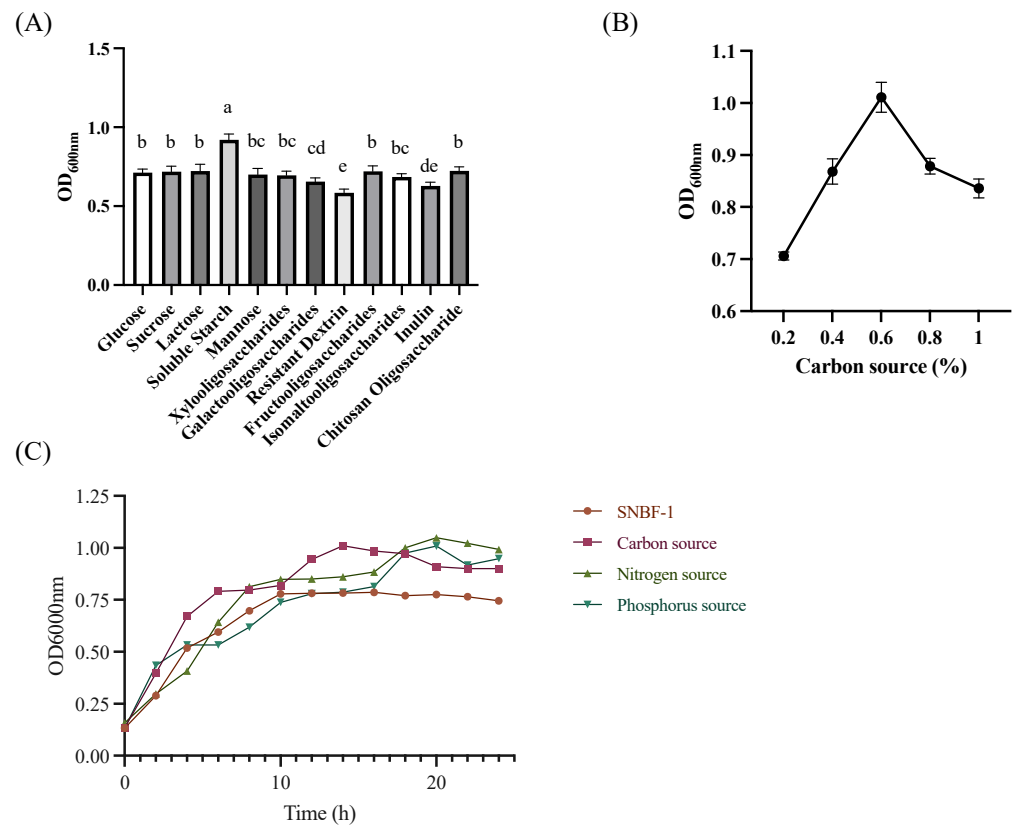 (A)
1.5
1.0
0.5
0.0
OD600nm
b
b
b
a
bc
bc
cd
e
b
bc
de
b
Glucose
Sucrose
Lactose
Soluble Starch
Mannose
Xylooligosaccharides
Galactooligosaccharides
Resistant Dextrin
Fructooligosaccharides
Isomaltooligosaccharides
Inulin
Chitosan Oligosaccharide
(B)
1.1
1.0
0.9
0.8
0.7
0.6
OD600nm
0.2 0.4 0.6 0.8 1
Carbon source (%)
(C)
1.25
1.00
0.75
0.50
0.25
0.00
OD6000nm
0 10 20
Time (h)
SNBF-1
Carbon source
Nitrogen source
Phosphorus source